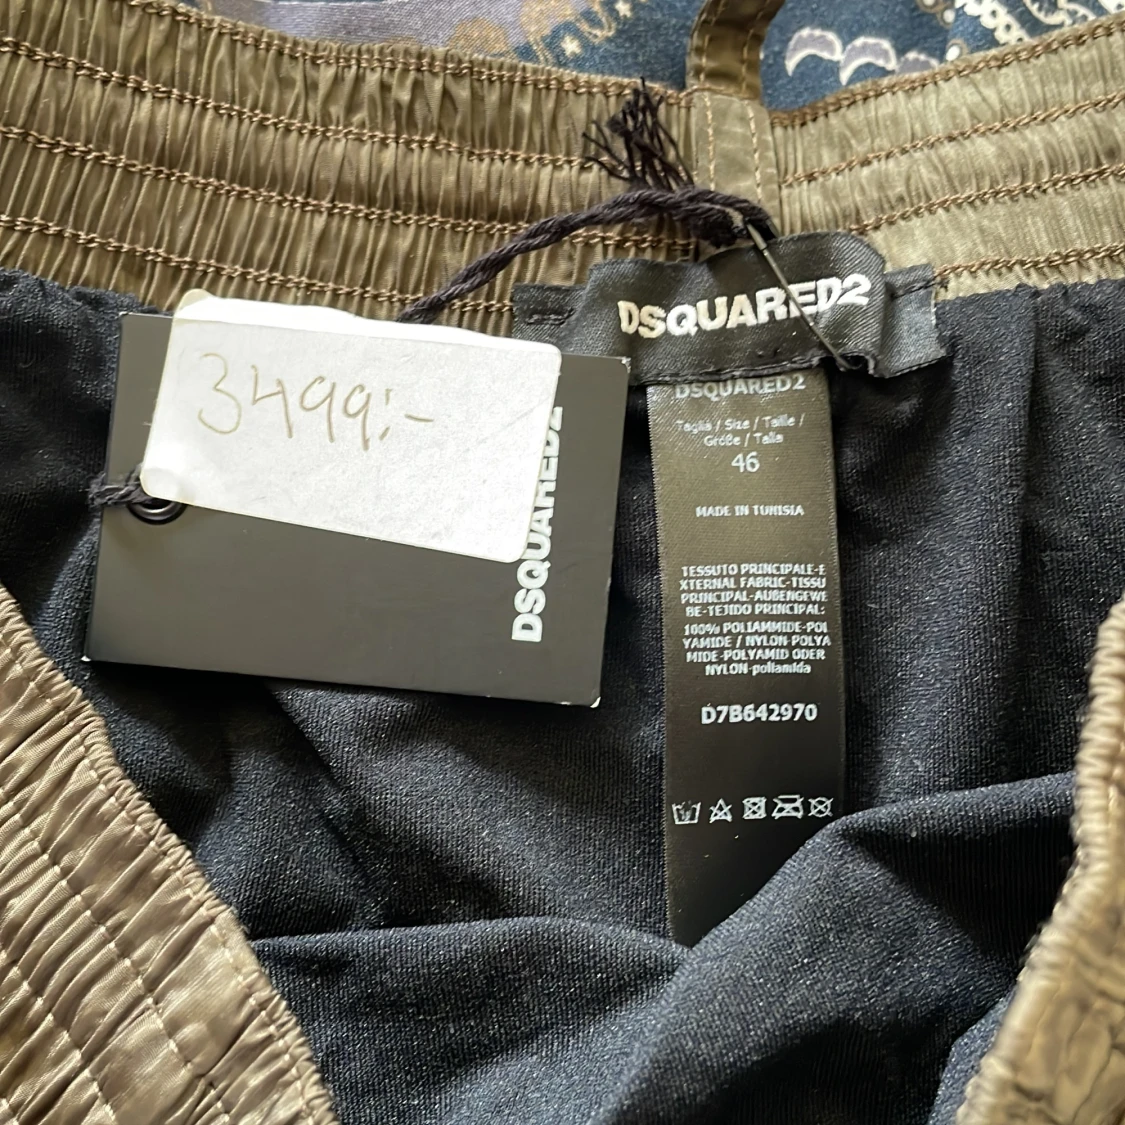 DSQUARED2
3499:-
DSQUARED2
DSQUARED2
Taglia / Size / Taille /
Größe / Talla
46
MADE IN TUNISIA
TESSUTO PRINCIPALE-E
XTERNAL FABRIC-TISSU
PRINCIPAL-AUßENGEWE
BE-TEJIDO PRINCIPAL:
100% POLIAMMIDE-POL
YAMIDE / NYLON-POLYA
MIDE-POLYAMID ODER
NYLON-poliamida
D7B642970